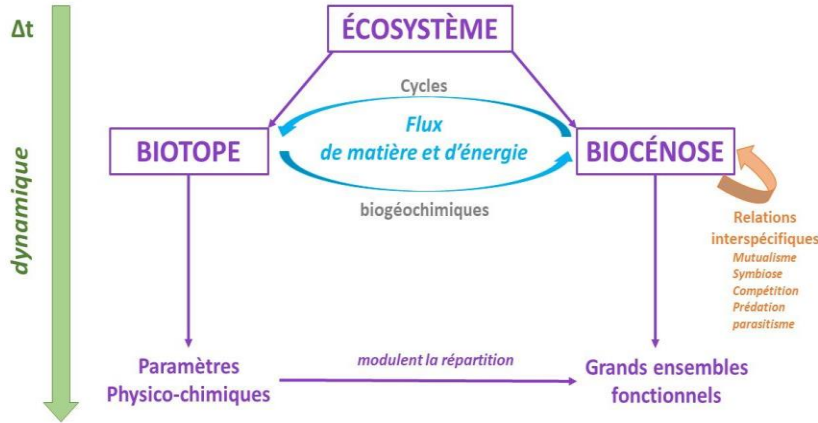 Δt
ÉCOSYSTÈME
Cycles
Flux
de matière et d'énergie
BIOTOPE
BIOCÉNOSE
biogéochimiques
dynamique
Relations
interspécifiques
Mutualisme
Symbiose
Compétition
Prédation
parasitisme
Paramètres
Physico-chimiques
modulent la répartition
Grands ensembles
fonctionnels